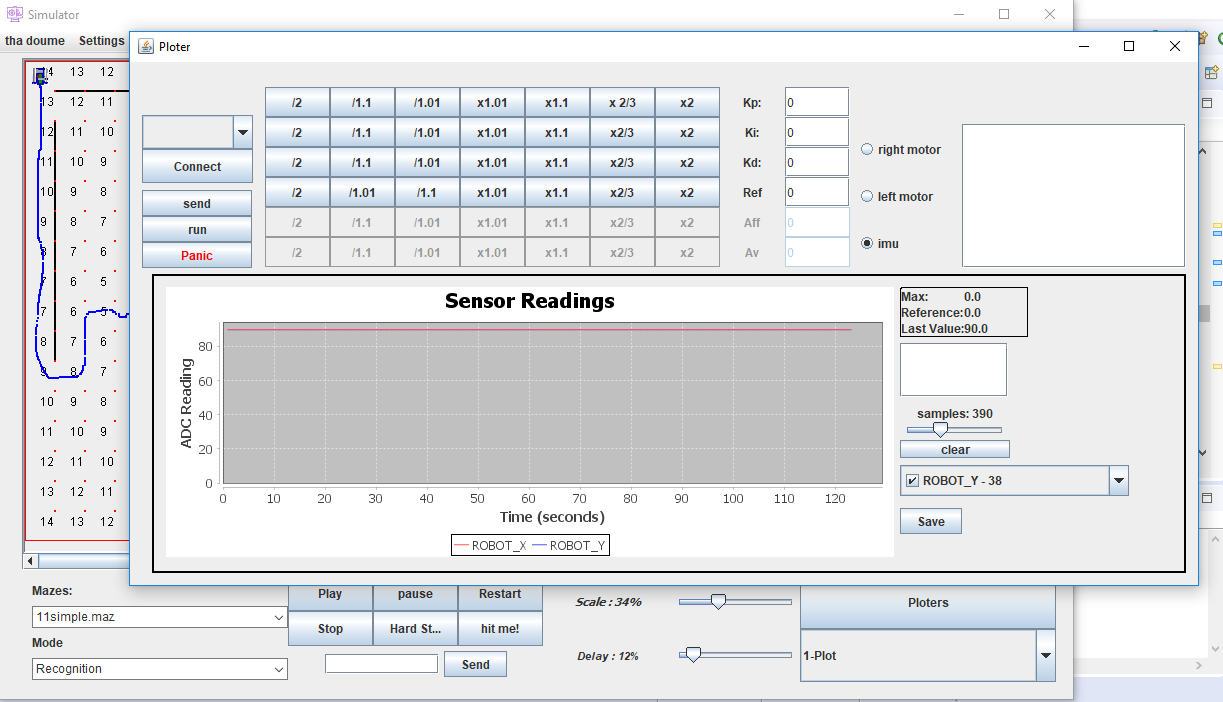 Simulator
tha doume Settings
Ploter
/2 /1.1 /1.01 x1.01 x1.1 x 2/3 x2 Kp: 0
/2 /1.1 /1.01 x1.01 x1.1 x2/3 x2 Ki: 0
Connect
/2 /1.1 /1.01 x1.01 x1.1 x2/3 x2 Kd: 0
right motor
send
/2 /1.01 /1.1 x1.01 x1.1 x2/3 x2 Ref 0
left motor
run
/2 /1.1 /1.01 x1.01 x1.1 x2/3 x2 Aff 0
Panic
/2 /1.1 /1.01 x1.01 x1.1 x2/3 x2 Av 0
imu
Sensor Readings
ADC Reading
80
60
40
20
0
0 10 20 30 40 50 60 70 80 90 100 110 120
Time (seconds)
ROBOT_X ROBOT_Y
Max: 0.0
Reference:0.0
Last Value:90.0
samples: 390
clear
ROBOT_Y - 38
Save
13 12
13 12 11
12 11 10
11 10 9
10 9 8
9 8 7
8 7 6
7 6 5
7 6 5
8 7 6
9 8 7
10 9 8
11 10 9
12 11 10
13 12 11
14 13 12
Mazes:
11simple.maz
Mode
Recognition
Play pause Restart
Stop Hard St... hit me!
Send
Scale : 34%
Delay : 12%
Ploters
1-Plot